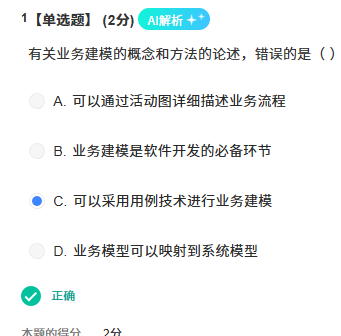 1【单选题】 (2分) AI解析
有关业务建模的概念和方法的论述，错误的是（ ）
A. 可以通过活动图详细描述业务流程
B. 业务建模是软件开发的必备环节
C. 可以采用用例技术进行业务建模
D. 业务模型可以映射到系统模型
正确
本题的得分 2分